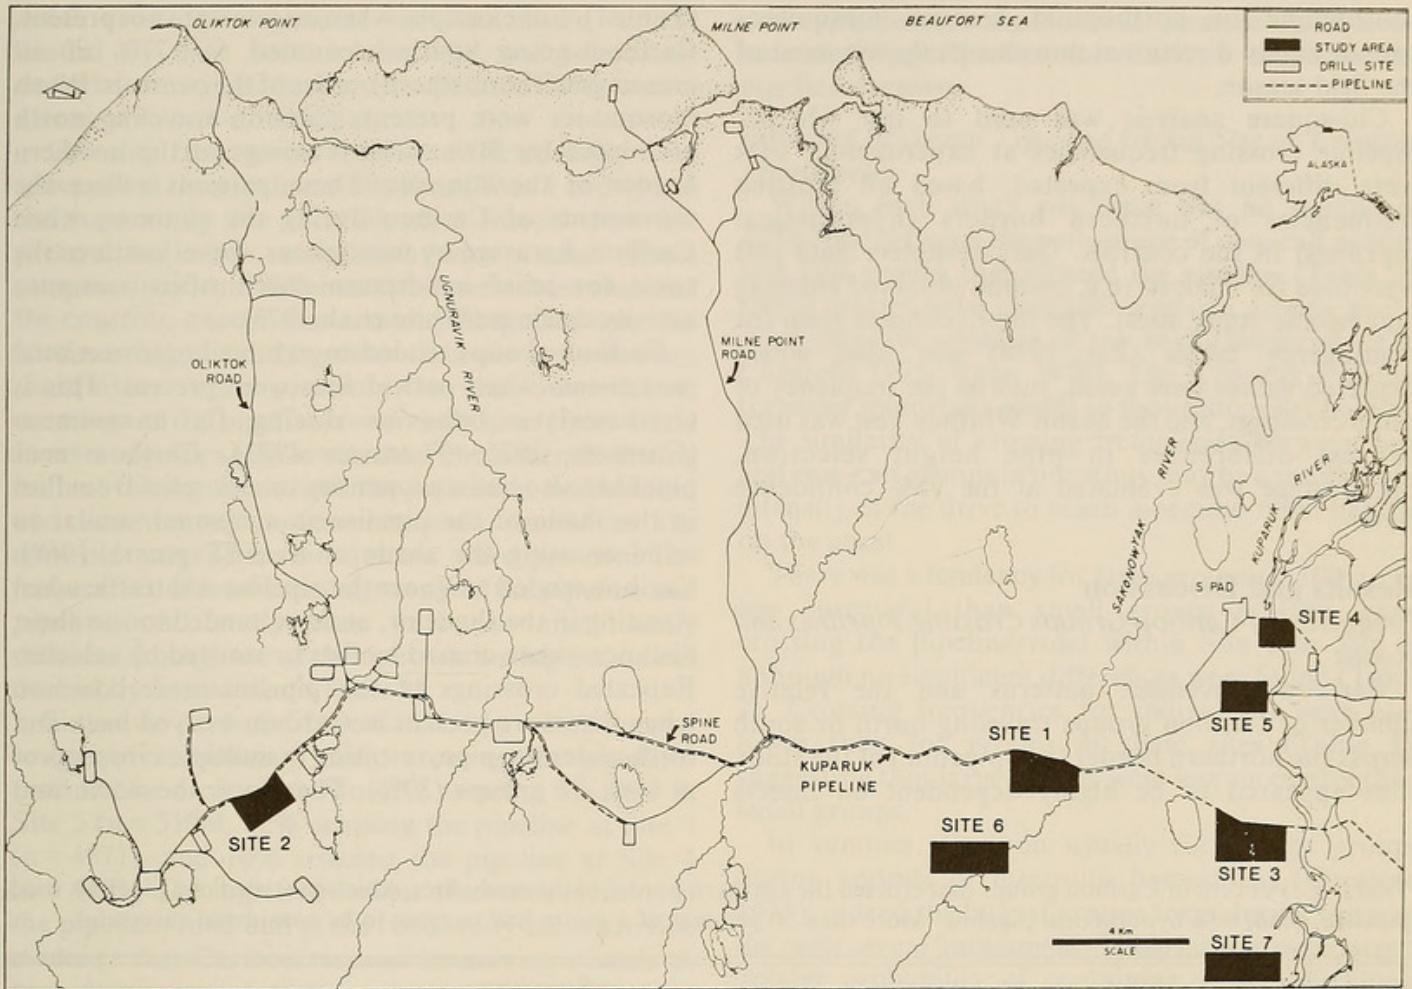 OLIKTOK POINT
MILNE POINT
BEAUFORT SEA
ROAD
STUDY AREA
DRILL SITE
PIPELINE
ALASKA
UGNURAVIK RIVER
OLIKTOK
ROAD
MILNE POINT
ROAD
SAKONOWYAK RIVER
KUPARUK RIVER
S PAD
SITE 4
SITE 5
SPINE
ROAD
SITE 1
KUPARUK
PIPELINE
SITE 2
SITE 6
SITE 3
4 Km
SCALE
SITE 7